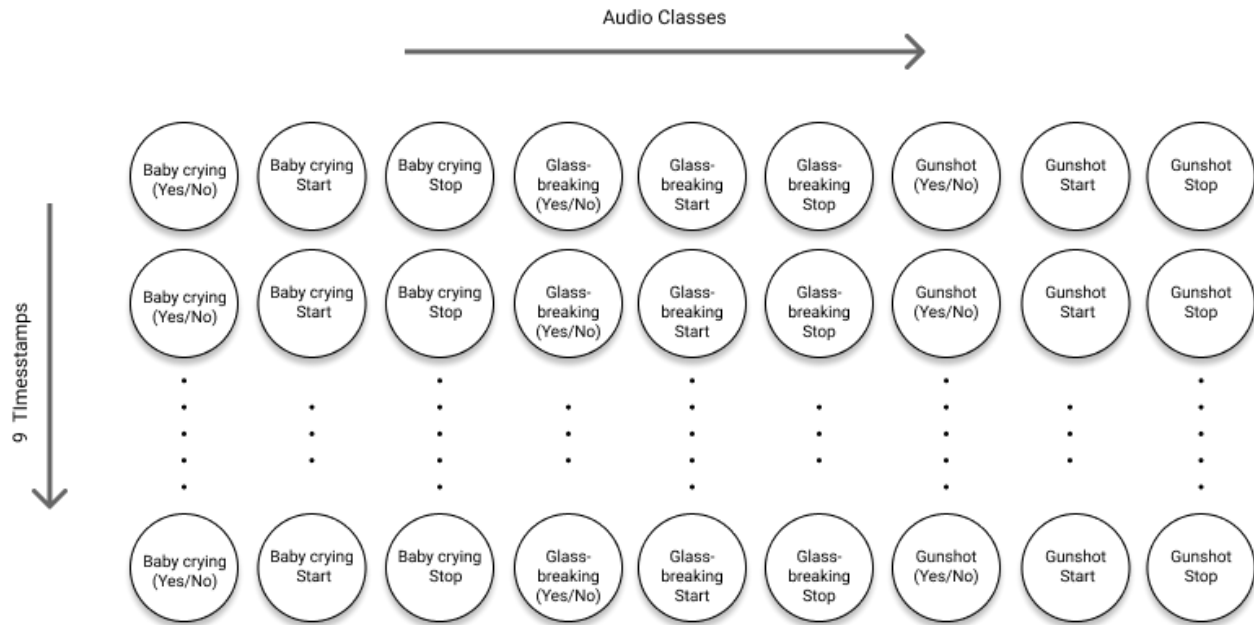 Audio Classes
9 TImesstamps
Baby crying
(Yes/No)
Baby crying
Start
Baby crying
Stop
Glass-
breaking
(Yes/No)
Glass-
breaking
Start
Glass-
breaking
Stop
Gunshot
(Yes/No)
Gunshot
Start
Gunshot
Stop
Baby crying
(Yes/No)
Baby crying
Start
Baby crying
Stop
Glass-
breaking
(Yes/No)
Glass-
breaking
Start
Glass-
breaking
Stop
Gunshot
(Yes/No)
Gunshot
Start
Gunshot
Stop
Baby crying
(Yes/No)
Baby crying
Start
Baby crying
Stop
Glass-
breaking
(Yes/No)
Glass-
breaking
Start
Glass-
breaking
Stop
Gunshot
(Yes/No)
Gunshot
Start
Gunshot
Stop